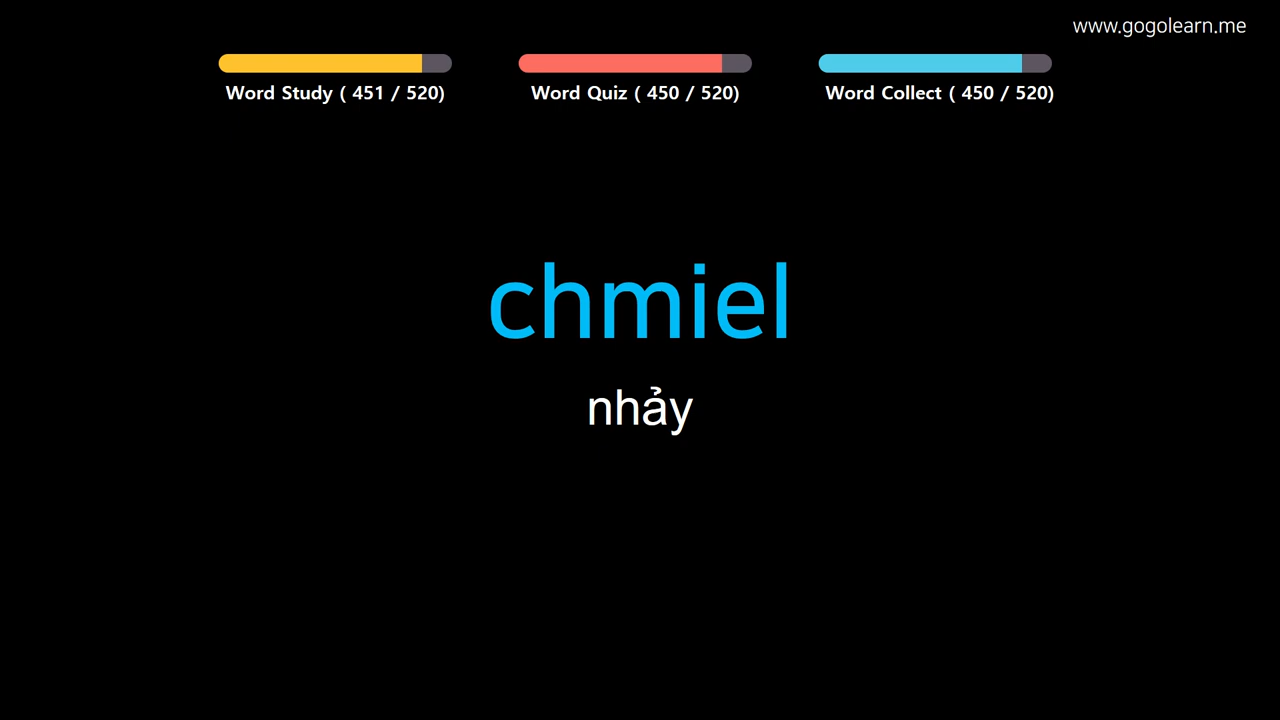 www.gogolearn.me
Word Study ( 451 / 520)
Word Quiz ( 450 / 520)
Word Collect ( 450 / 520)
chmiel
nhảy